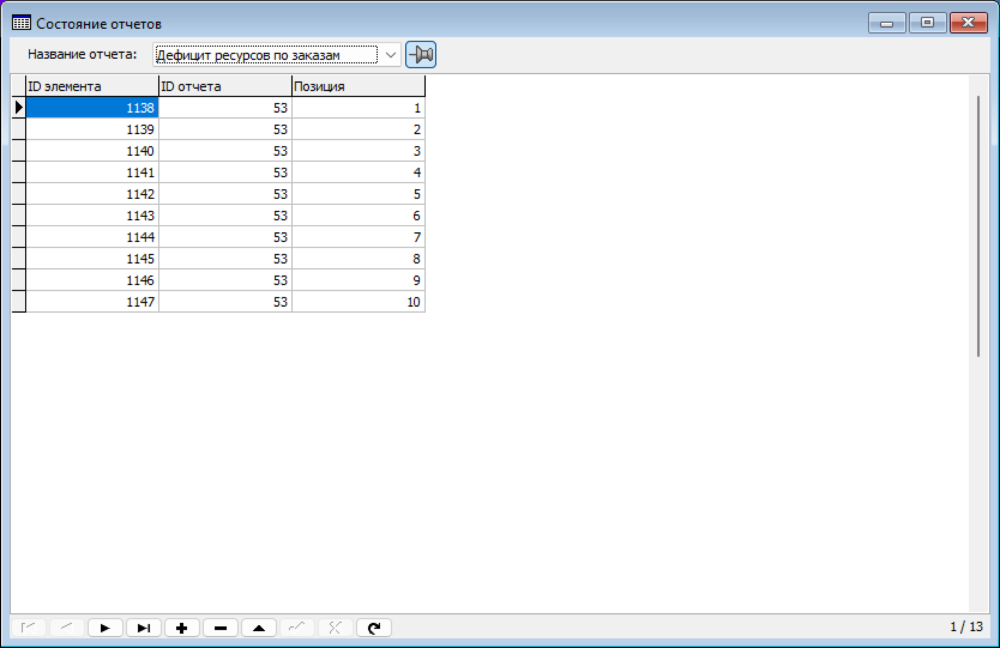 Состояние отчетов
Название отчета: Дефицит ресурсов по заказам
ID элемента ID отчета Позиция
1138 53 1
1139 53 2
1140 53 3
1141 53 4
1142 53 5
1143 53 6
1144 53 7
1145 53 8
1146 53 9
1147 53 10
1 / 13